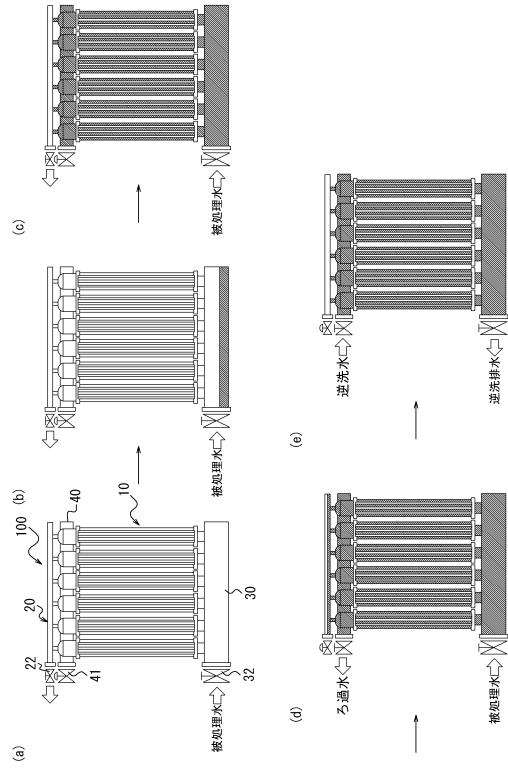 (a)
100
20
22
40
41
10
30
32
被処理水
(b)
被処理水
(c)
被処理水
(d)
ろ過水
被処理水
(e)
逆洗水
逆洗排水